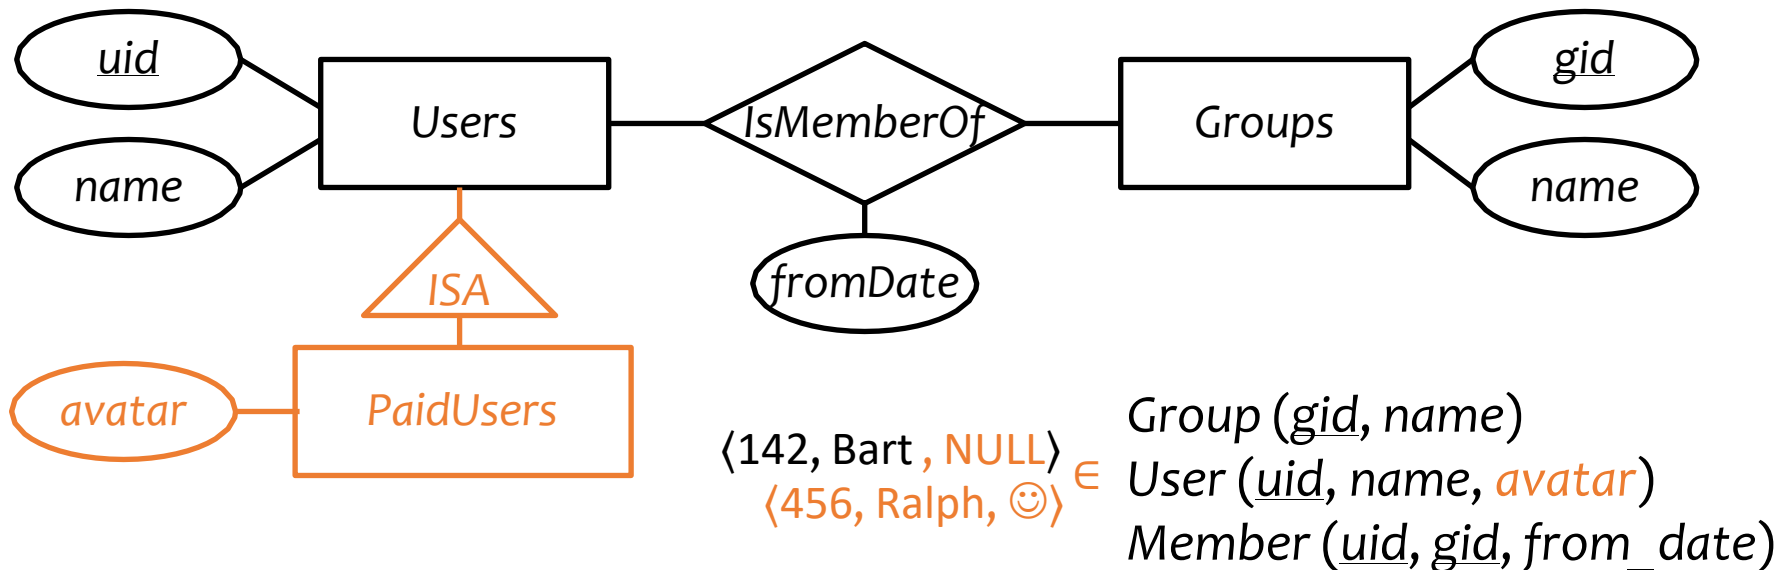 uid
name
Users
IsMemberOf
Groups
gid
name
fromDate
ISA
avatar
PaidUsers
⟨142, Bart , NULL⟩
⟨456, Ralph, ☺⟩
∈
Group (gid, name)
User (uid, name, avatar)
Member (uid, gid, from_date)